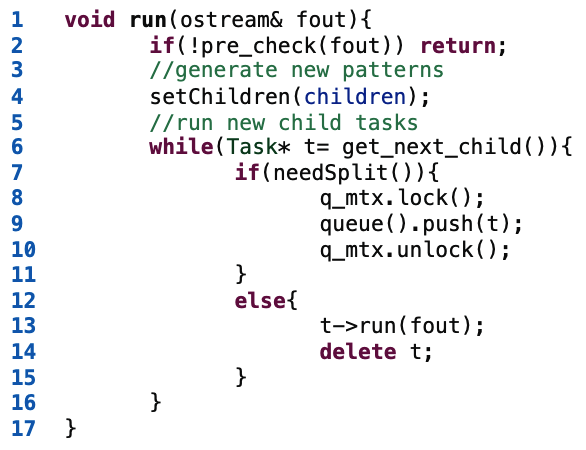 1 void run(ostream& fout){
2 if(!pre_check(fout)) return;
3 //generate new patterns
4 setChildren(children);
5 //run new child tasks
6 while(Task* t= get_next_child()){
7 if(needSplit()){
8 q_mtx.lock();
9 queue().push(t);
10 q_mtx.unlock();
11 }
12 else{
13 t->run(fout);
14 delete t;
15 }
16 }
17 }